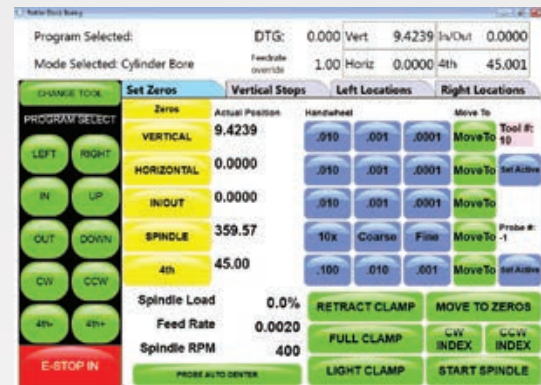 Program Selected: DTG: 0.000 Vert 9.4239 In/Out 0.0000
Mode Selected: Cylinder Bore Feedrate override 1.00 Horiz 0.0000 4th 45.001
CHANGE TOOL Set Zeros Vertical Stops Left Locations Right Locations
PROGRAM SELECT Zeros Actual Position Handwheel Move To
VERTICAL 9.4239 .010 .001 .0001 MoveTo Tool #: 10
LEFT RIGHT
HORIZONTAL 0.0000 .010 .001 .0001 MoveTo Set Active
IN UP
IN/OUT 0.0000 .010 .001 .0001 MoveTo
OUT DOWN
SPINDLE 359.57 10x Coarse Fine MoveTo Probe #: -1
CW CCW
4th 45.00 .100 .010 .001 MoveTo Set Active
4th- 4th+
Spindle Load 0.0% RETRACT CLAMP MOVE TO ZEROS
Feed Rate 0.0020 FULL CLAMP CW INDEX CCW INDEX
Spindle RPM 400
E-STOP IN PROBE AUTO CENTER LIGHT CLAMP START SPINDLE